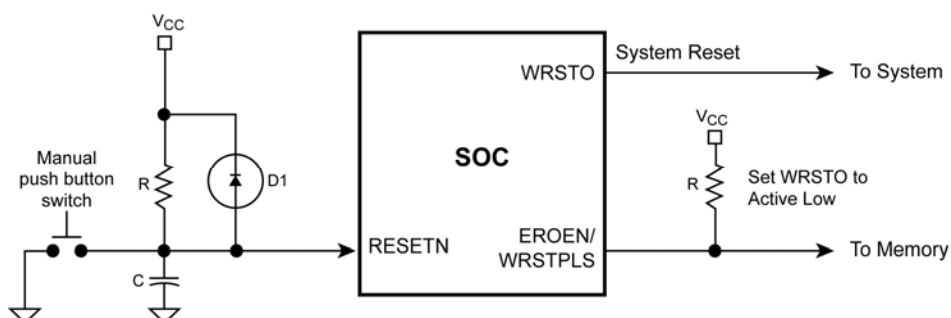 VCC
Manual
push button
switch
R
D1
C
RESETN
WRSTO
SOC
EROEN/
WRSTPLS
System Reset
To System
VCC
R
Set WRSTO to
Active Low
To Memory